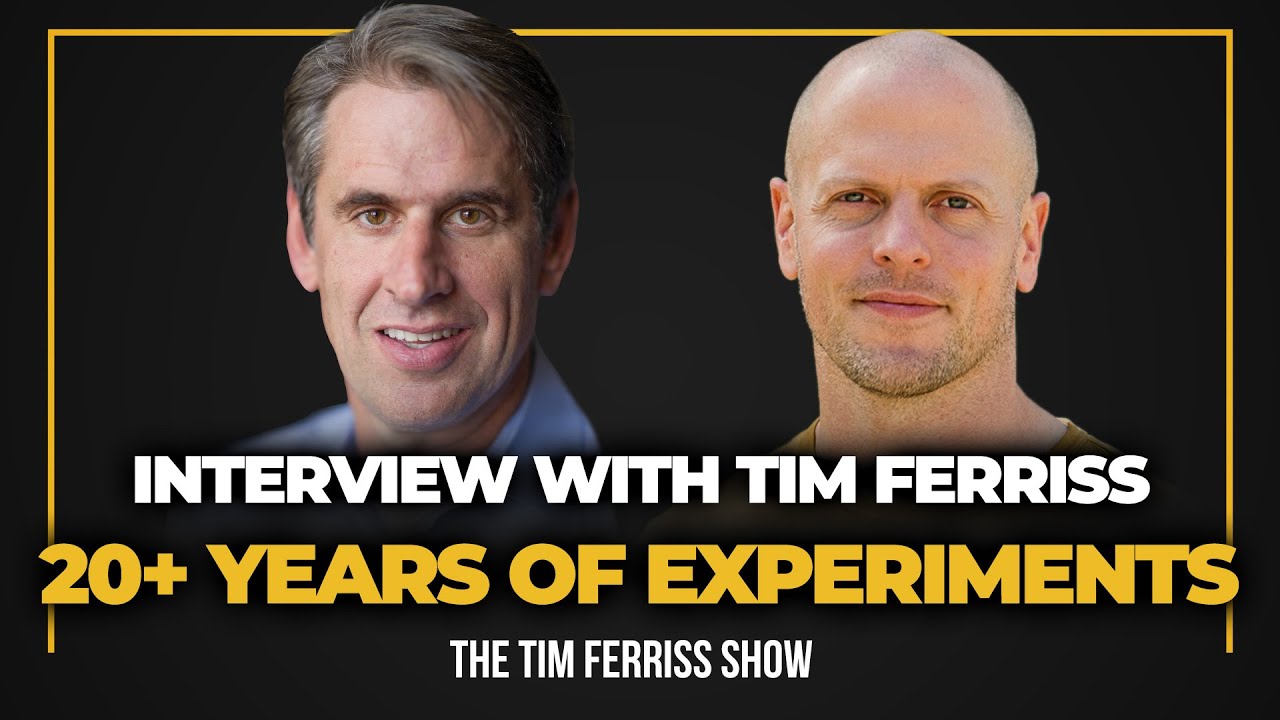 INTERVIEW WITH TIM FERRISS
20+ YEARS OF EXPERIMENTS
THE TIM FERRISS SHOW